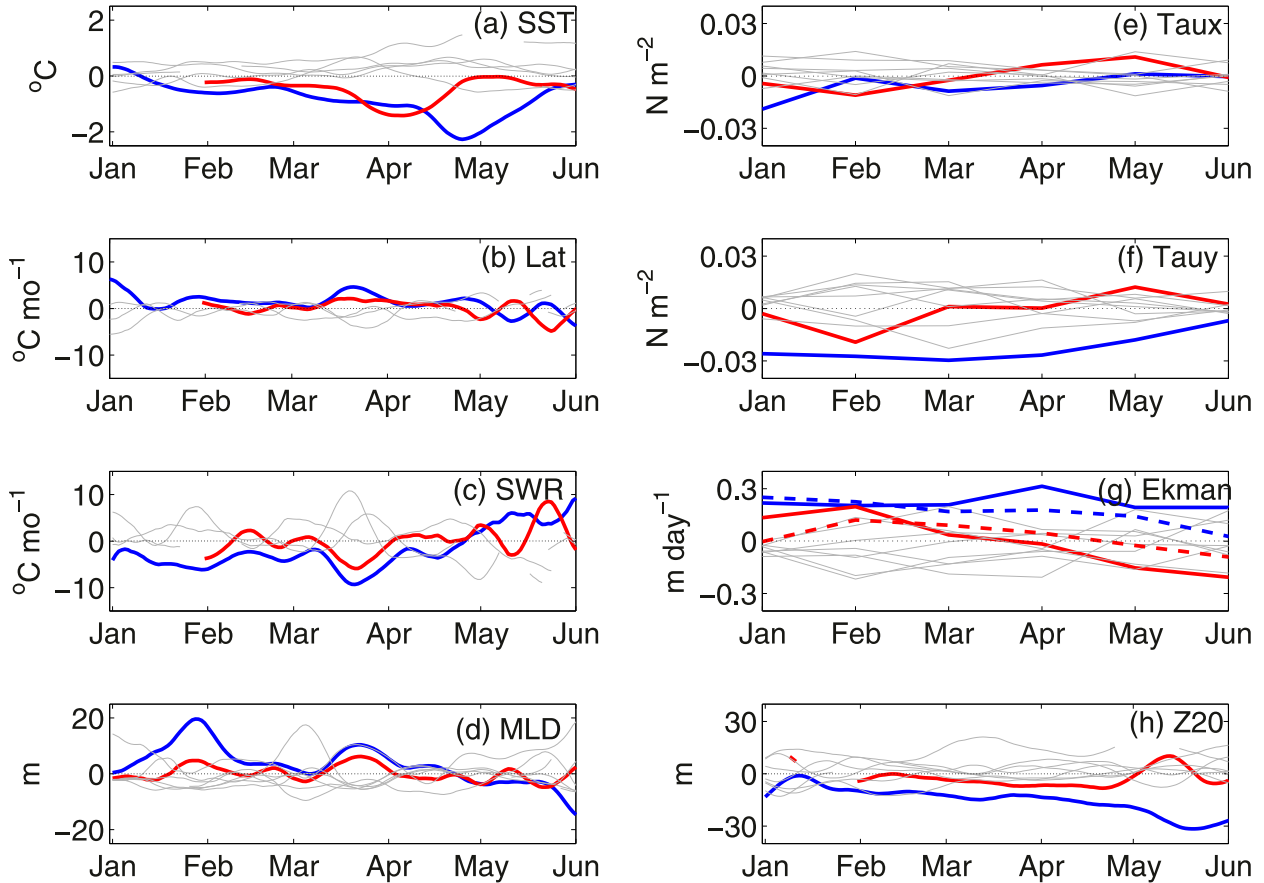 (a) SST
2
0
−2
°C
Jan Feb Mar Apr May Jun
(e) Taux
0.03
0
−0.03
N m⁻²
Jan Feb Mar Apr May Jun
(b) Lat
10
0
−10
°C mo⁻¹
Jan Feb Mar Apr May Jun
(f) Tauy
0.03
0
−0.03
N m⁻²
Jan Feb Mar Apr May Jun
(c) SWR
10
0
−10
°C mo⁻¹
Jan Feb Mar Apr May Jun
(g) Ekman
0.3
0
−0.3
m day⁻¹
Jan Feb Mar Apr May Jun
(d) MLD
20
0
−20
m
Jan Feb Mar Apr May Jun
(h) Z20
30
0
−30
m
Jan Feb Mar Apr May Jun